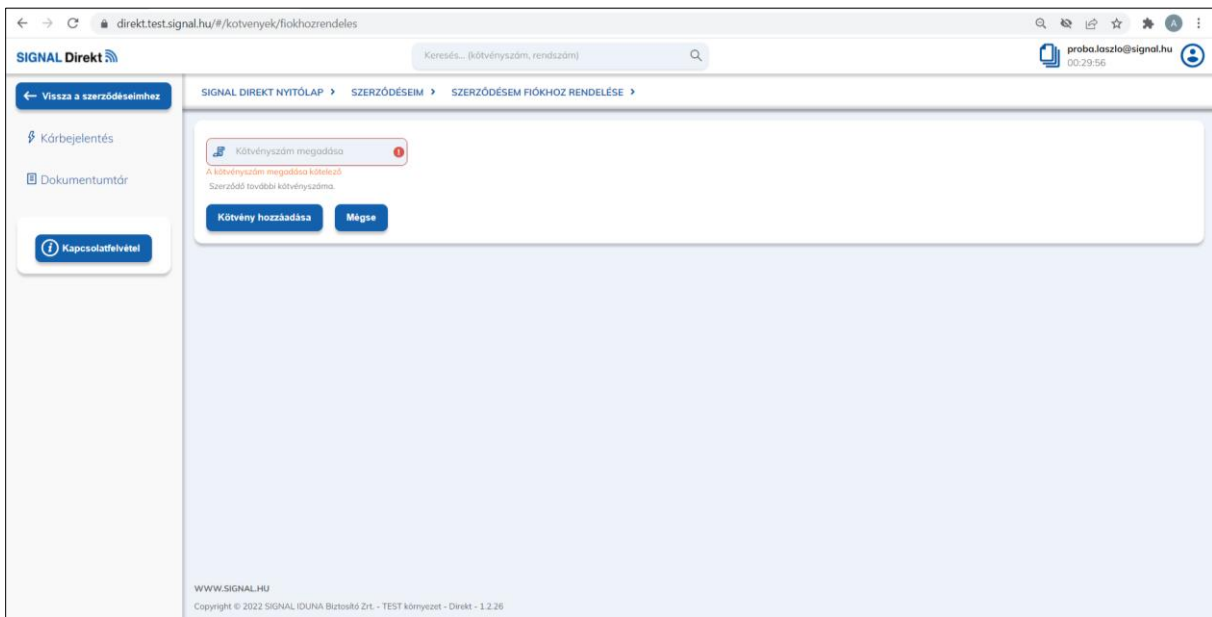 direkt.test.signal.hu/#/kotvenyek/fiokhozrendeles
A
SIGNAL Direkt
Keresés... (kötvényszám, rendszám)
proba.laszlo@signal.hu
00:29:56
← Vissza a szerződéseimhez
SIGNAL DIREKT NYITÓLAP > SZERZŐDÉSEIM > SZERZŐDÉSEM FIÓKHOZ RENDELÉSE >
Kárbejelentés
Dokumentumtár
Kapcsolatfelvétel
Kötvényszám megadása
A kötvényszám megadása kötelező
Szerződő további kötvényszáma.
Kötvény hozzáadása
Mégse
WWW.SIGNAL.HU
Copyright © 2022 SIGNAL IDUNA Biztosító Zrt. - TEST környezet - Direkt - 1.2.26